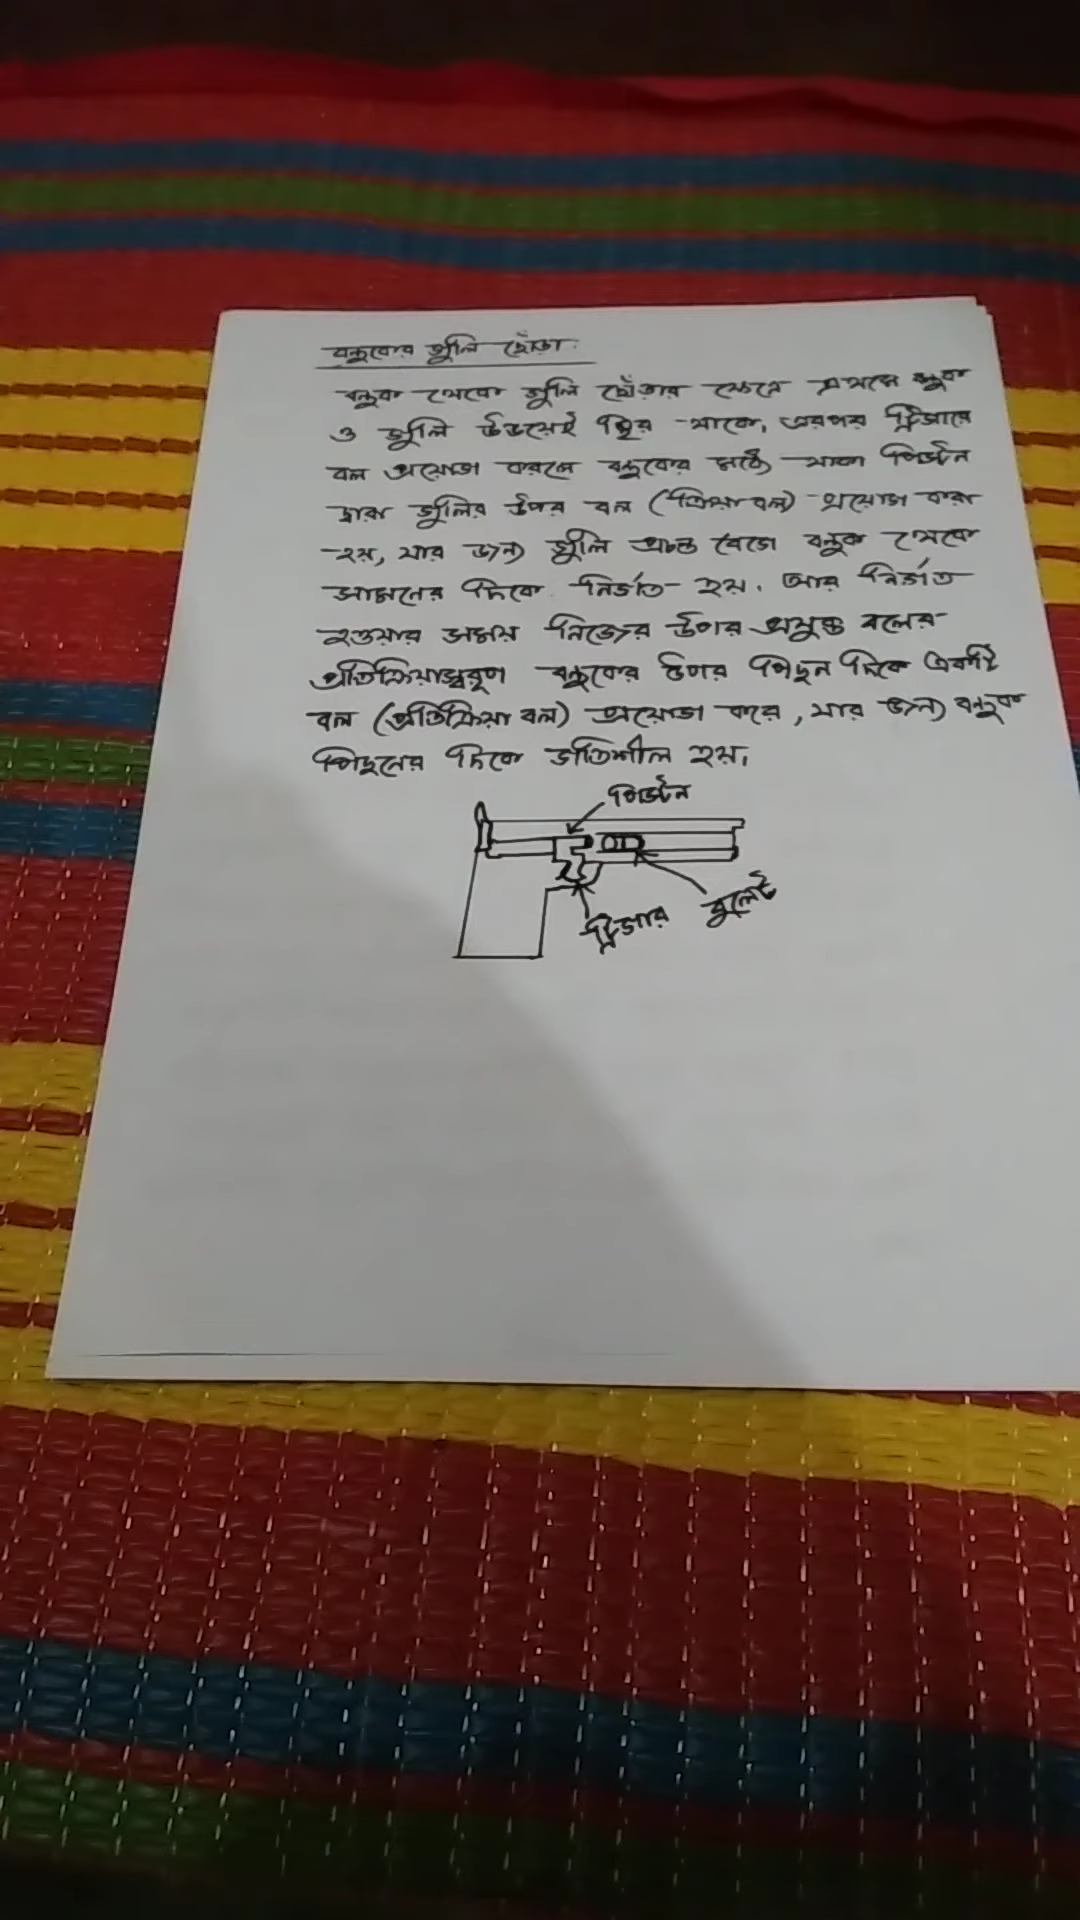 বন্দুকের গুলি ছোঁড়া
বন্দুক থেকে গুলি ছোঁড়ার ক্ষেত্রে প্রথমে বন্দুক
ও গুলি উভয়েই স্থির থাকে, এরপর ট্রিগারে
বল প্রয়োগ করলে বন্দুকের মধ্যে থাকা পিস্টন
দ্বারা গুলির উপর বল (ক্রিয়া বল) প্রয়োগ করা
হয়, যার জন্য গুলি প্রচন্ড বেগে বন্দুক থেকে
সামনের দিকে নির্গত হয়। আর নির্গত
হওয়ার সময় নিজের উপর প্রযুক্ত বলের
প্রতিক্রিয়াস্বরূপ বন্দুকের উপর পিছন দিকে একটি
বল (প্রতিক্রিয়া বল) প্রয়োগ করে, যার জন্য বন্দুক
পিছনের দিকে গতিশীল হয়।
পিস্টন
ট্রিগার
বুলেট